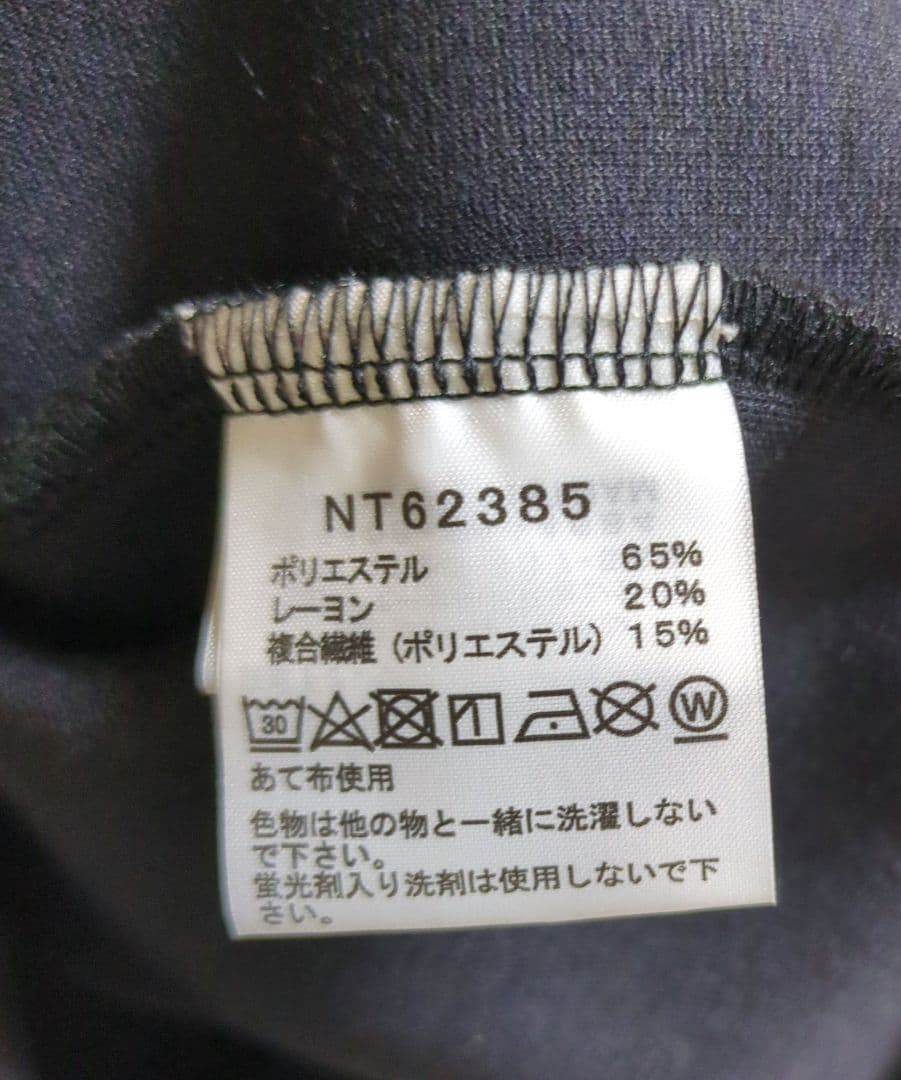 NT62385
ポリエステル 65%
レーヨン 20%
複合繊維(ポリエステル) 15%
30 W
あて布使用
色物は他の物と一緒に洗濯しない
で下さい。
蛍光剤入り洗剤は使用しないで下
さい。